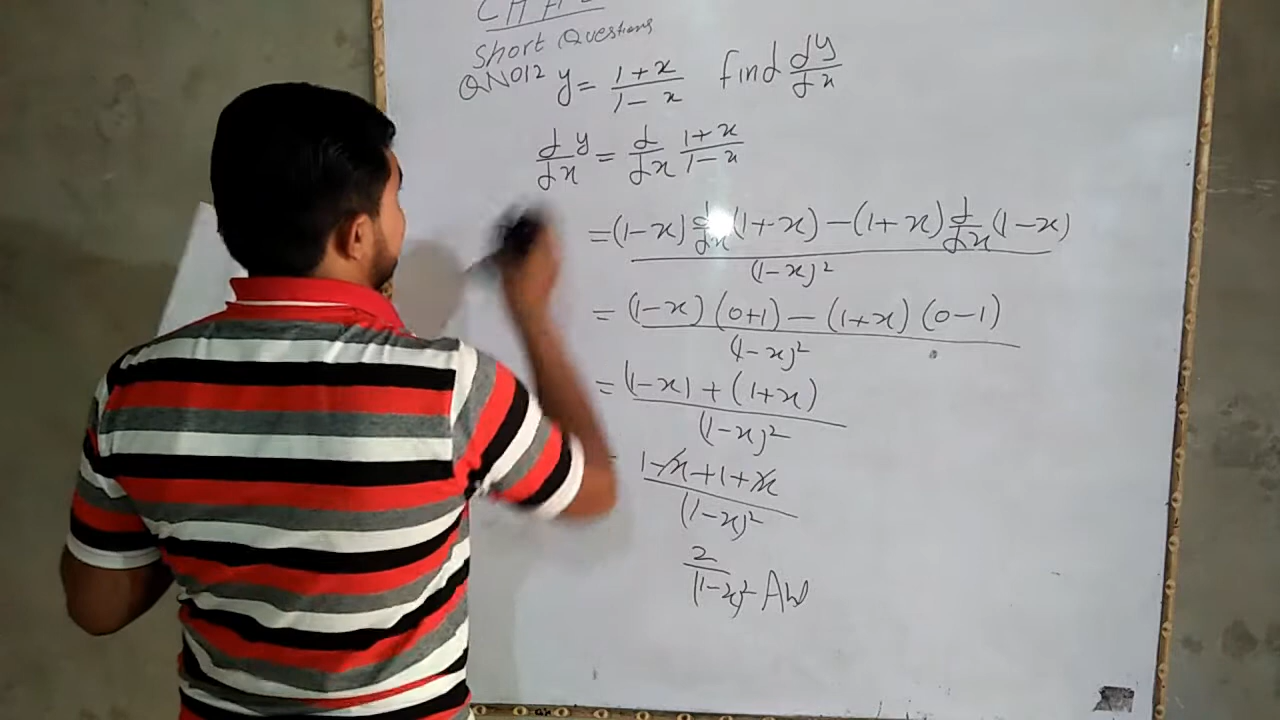 Short Questions
QNO12 y = (1+x)/(1-x) find dy/dx
d/dx y = d/dx (1+x)/(1-x)
= ((1-x) d/dx (1+x) - (1+x) d/dx (1-x))/(1-x)²
= ((1-x) (0+1) - (1+x) (0-1))/(1-x)²
= ((1-x) + (1+x))/(1-x)²
(1-x+1+x)/(1-x)²
2/(1-x)² Ans